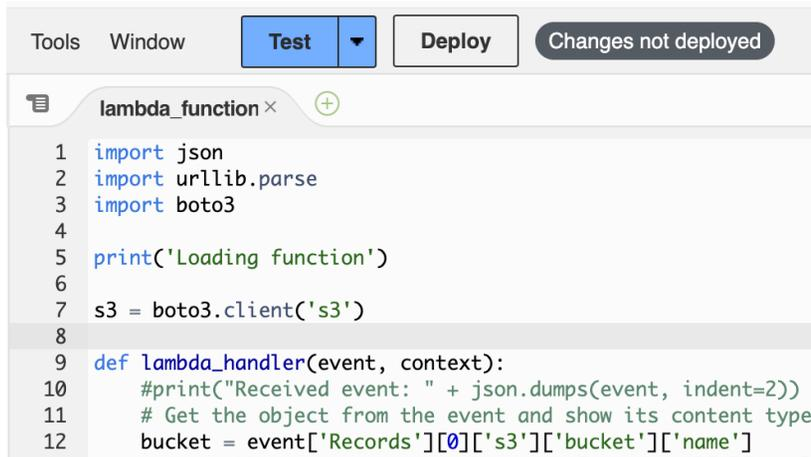 Tools Window Test Deploy Changes not deployed
lambda_function
1 import json
2 import urllib.parse
3 import boto3
4
5 print('Loading function')
6
7 s3 = boto3.client('s3')
8
9 def lambda_handler(event, context):
10     #print("Received event: " + json.dumps(event, indent=2))
11     # Get the object from the event and show its content type
12     bucket = event['Records'][0]['s3']['bucket']['name']